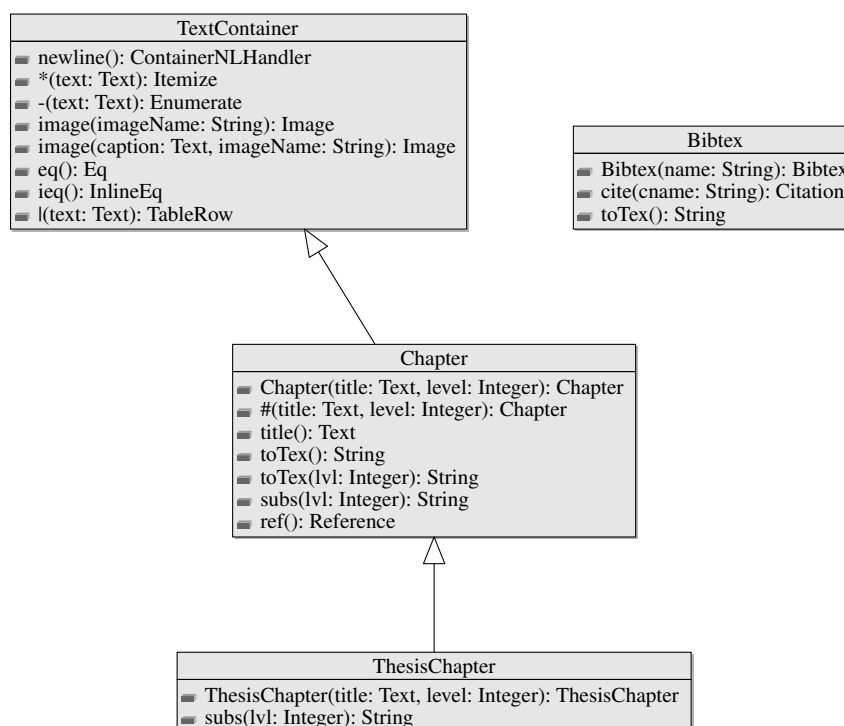 TextContainer
newline(): ContainerNLHandler
*(text: Text): Itemize
-(text: Text): Enumerate
image(imageName: String): Image
image(caption: Text, imageName: String): Image
eq(): Eq
ieq(): InlineEq
|(text: Text): TableRow
Bibtex
Bibtex(name: String): Bibtex
cite(cname: String): Citation
toTex(): String
Chapter
Chapter(title: Text, level: Integer): Chapter
#(title: Text, level: Integer): Chapter
title(): Text
toTex(): String
toTex(lvl: Integer): String
subs(lvl: Integer): String
ref(): Reference
ThesisChapter
ThesisChapter(title: Text, level: Integer): ThesisChapter
subs(lvl: Integer): String